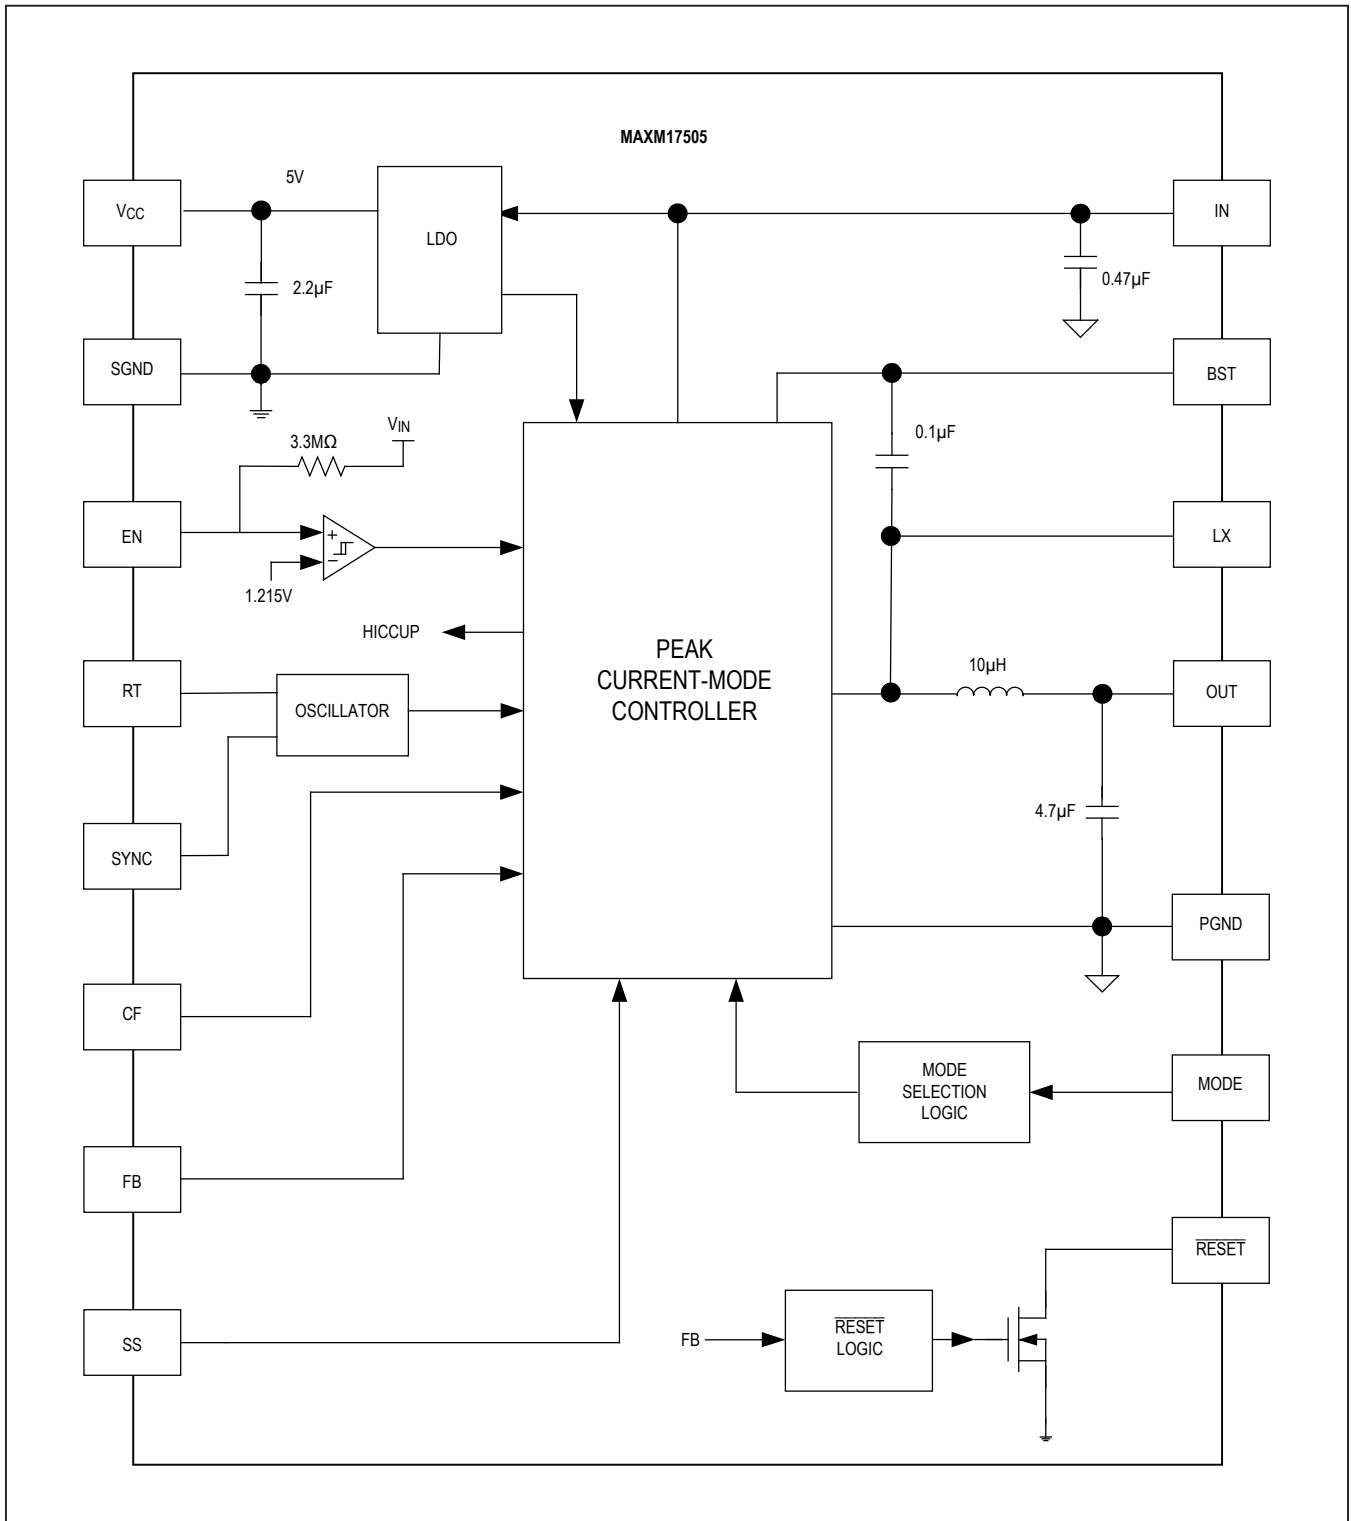 MAXM17505
VCC
5V
LDO
IN
2.2µF
0.47µF
SGND
BST
VIN
3.3MΩ
0.1µF
EN
+
−
LX
1.215V
HICCUP
PEAK
CURRENT-MODE
CONTROLLER
10µH
RT
OSCILLATOR
OUT
4.7µF
SYNC
PGND
CF
MODE
SELECTION
LOGIC
MODE
FB
RESET
FB
RESET
LOGIC
SS